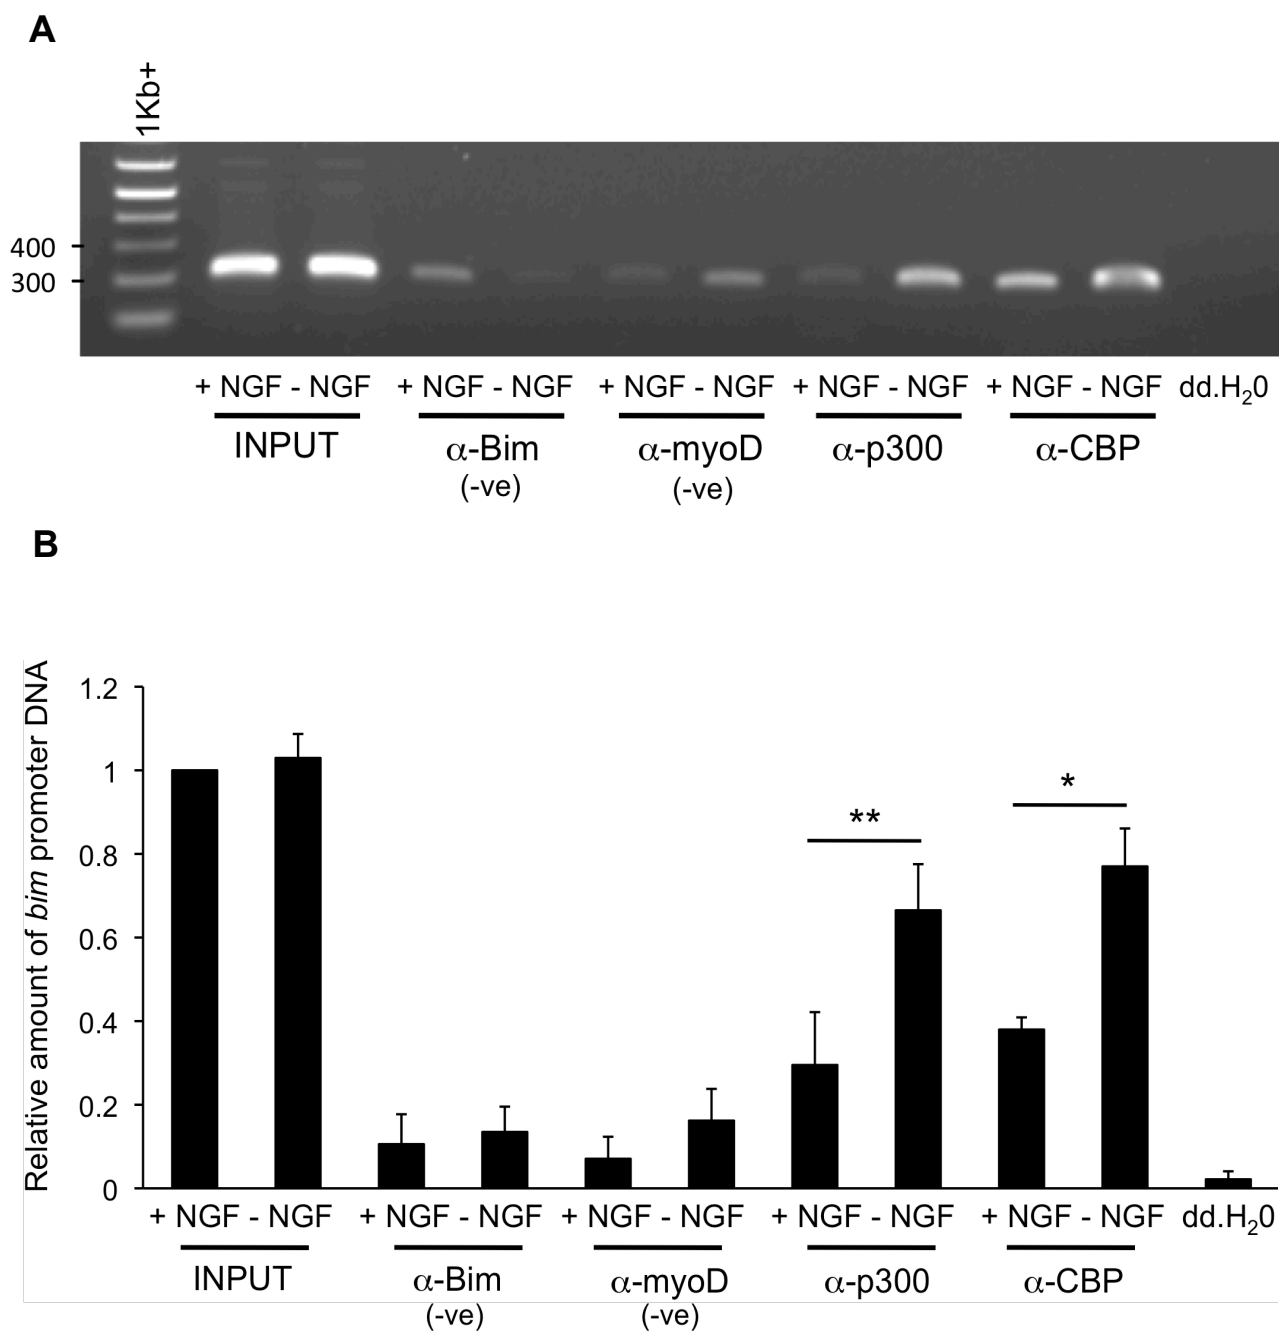 A
1Kb+
400
300
+ NGF - NGF + NGF - NGF + NGF - NGF + NGF - NGF + NGF - NGF dd.H₂0
INPUT α-Bim α-myoD α-p300 α-CBP
(-ve) (-ve)
B
Relative amount of bim promoter DNA
1.2
1
0.8
0.6
0.4
0.2
0
** *
+ NGF - NGF + NGF - NGF + NGF - NGF + NGF - NGF + NGF - NGF dd.H₂0
INPUT α-Bim α-myoD α-p300 α-CBP
(-ve) (-ve)